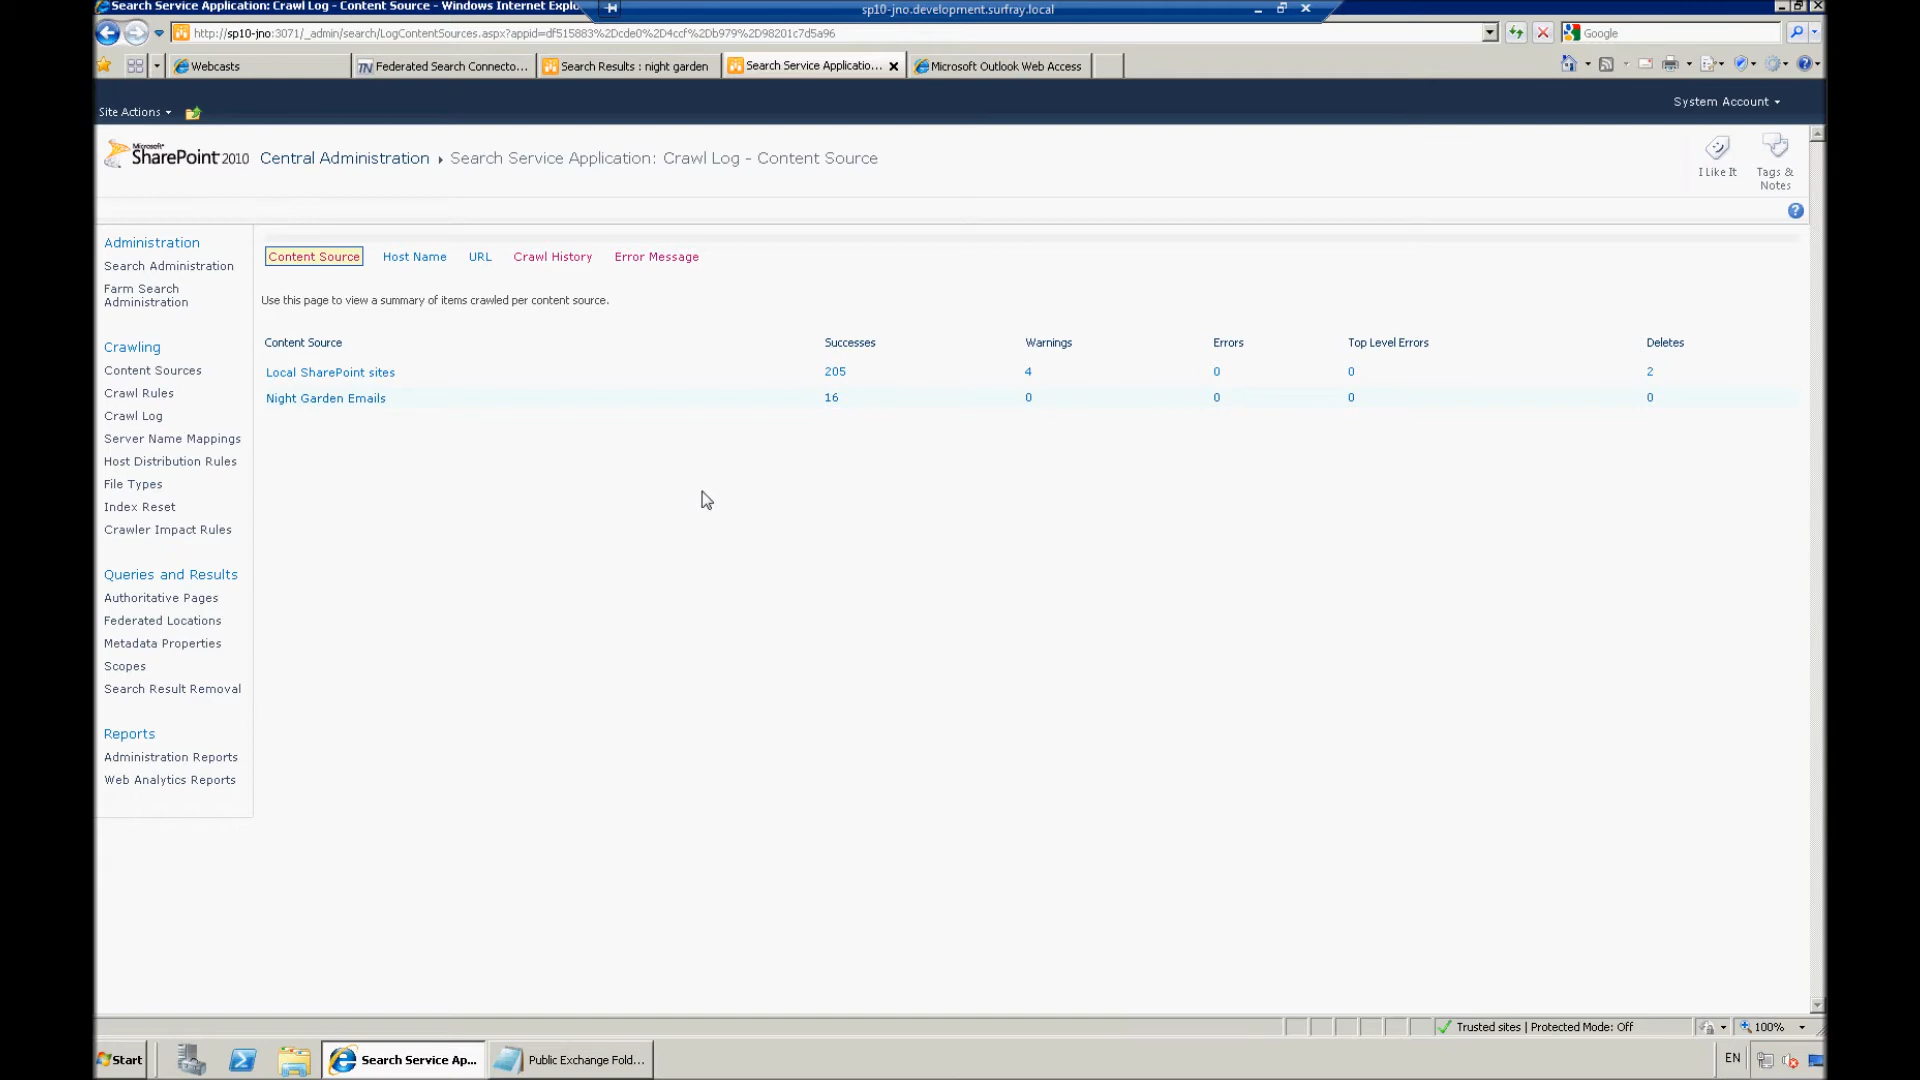 Search Service Application: Crawl Log - Content Source - Windows Internet Explo
sp10-jno.development.surfray.local
http://sp10-jno:3071/_admin/search/LogContentSources.aspx?appid=df515883%2Dcde0%2D4ccf%2Db979%2D98201c7d5a96
Google
Webcasts
Federated Search Connecto...
Search Results : night garden
Search Service Applicatio...
Microsoft Outlook Web Access
Site Actions
System Account
Microsoft
SharePoint 2010
Central Administration
Search Service Application: Crawl Log - Content Source
I Like It
Tags &
Notes
Administration
Search Administration
Farm Search
Administration
Crawling
Content Sources
Crawl Rules
Crawl Log
Server Name Mappings
Host Distribution Rules
File Types
Index Reset
Crawler Impact Rules
Queries and Results
Authoritative Pages
Federated Locations
Metadata Properties
Scopes
Search Result Removal
Reports
Administration Reports
Web Analytics Reports
Content Source Host Name URL Crawl History Error Message
Use this page to view a summary of items crawled per content source.
Content Source Successes Warnings Errors Top Level Errors Deletes
Local SharePoint sites 205 4 0 0 2
Night Garden Emails 16 0 0 0 0
Trusted sites | Protected Mode: Off
100%
Start
Search Service Ap...
Public Exchange Fold...
EN